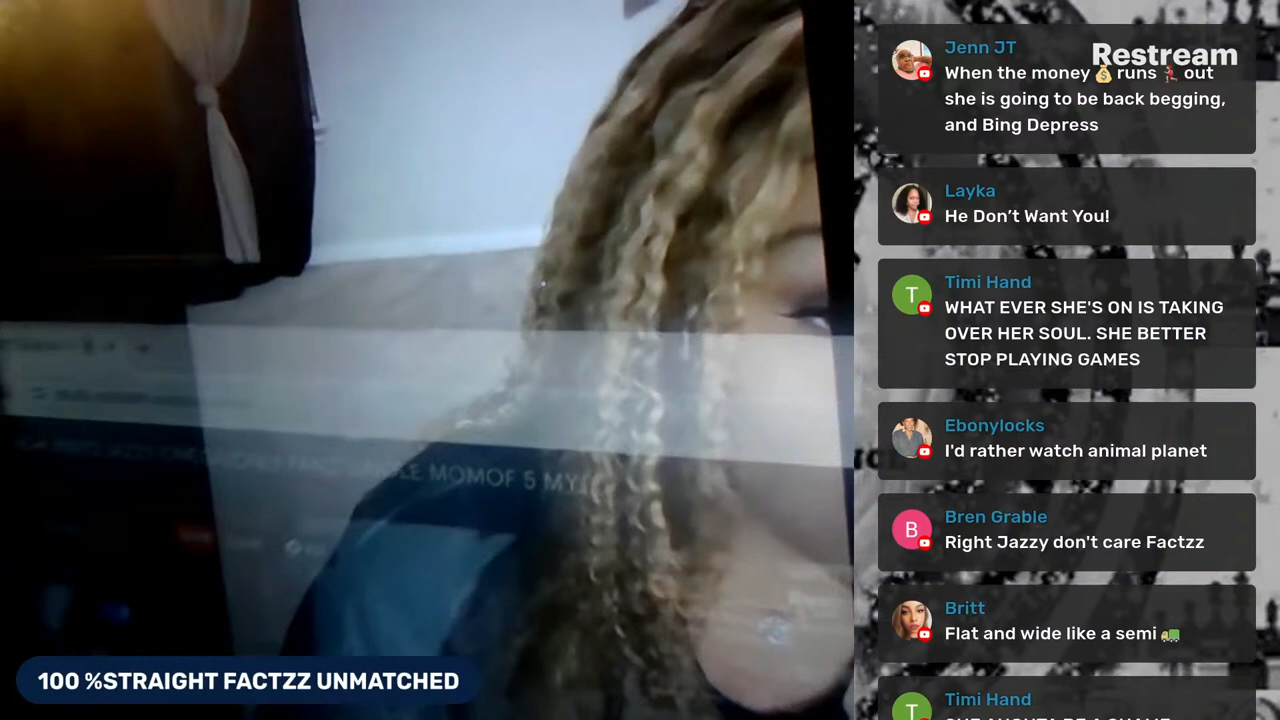 Restream
Jenn JT
When the money 💰 runs 🏃 out
she is going to be back begging,
and Bing Depress
Layka
He Don’t Want You!
T
Timi Hand
WHAT EVER SHE'S ON IS TAKING
OVER HER SOUL. SHE BETTER
STOP PLAYING GAMES
Ebonylocks
I'd rather watch animal planet
B
Bren Grable
Right Jazzy don't care Factzz
Britt
Flat and wide like a semi 🚛
T
Timi Hand
MOMOF 5 MY
100 %STRAIGHT FACTZZ UNMATCHED